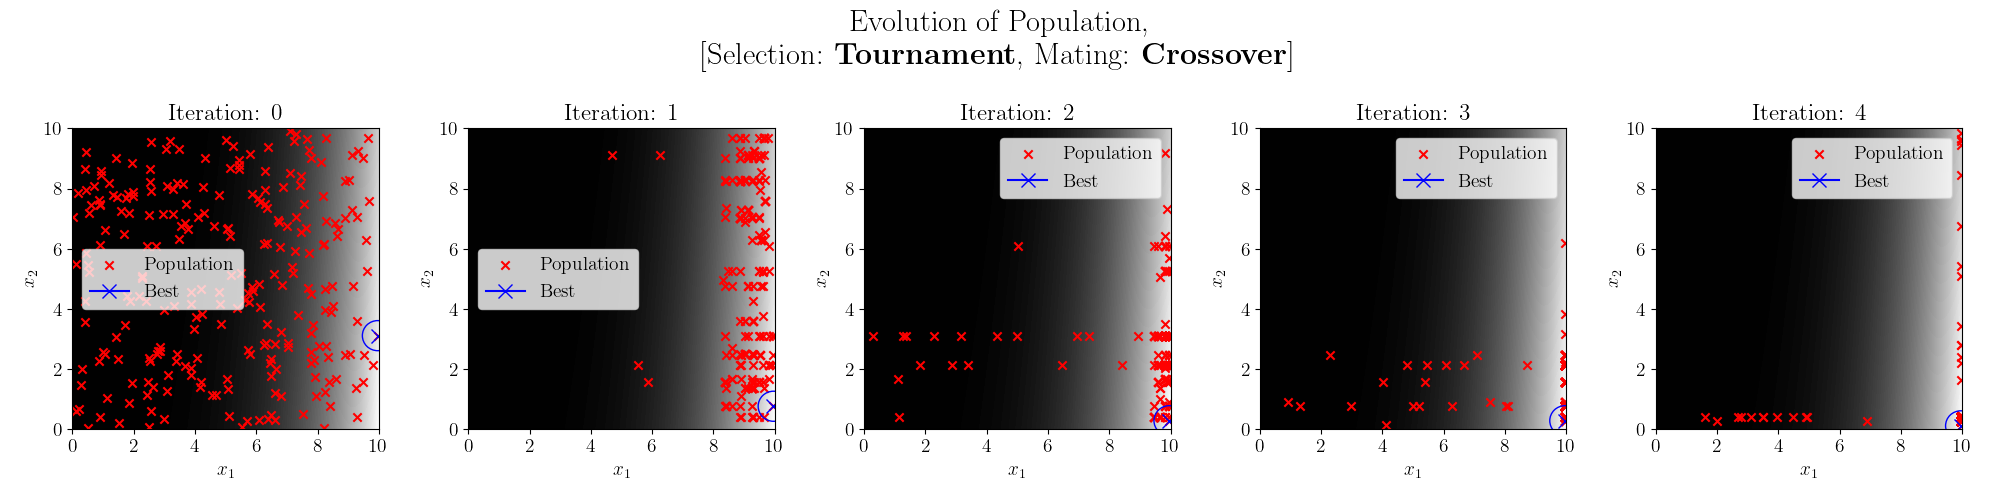 Evolution of Population,
[Selection: Tournament, Mating: Crossover]
Iteration: 0
10
8
6
4
2
0
x2
Population
Best
0 2 4 6 8 10
x1
Iteration: 1
10
8
6
4
2
0
x2
Population
Best
0 2 4 6 8 10
x1
Iteration: 2
10
8
6
4
2
0
x2
Population
Best
0 2 4 6 8 10
x1
Iteration: 3
10
8
6
4
2
0
x2
Population
Best
0 2 4 6 8 10
x1
Iteration: 4
10
8
6
4
2
0
x2
Population
Best
0 2 4 6 8 10
x1